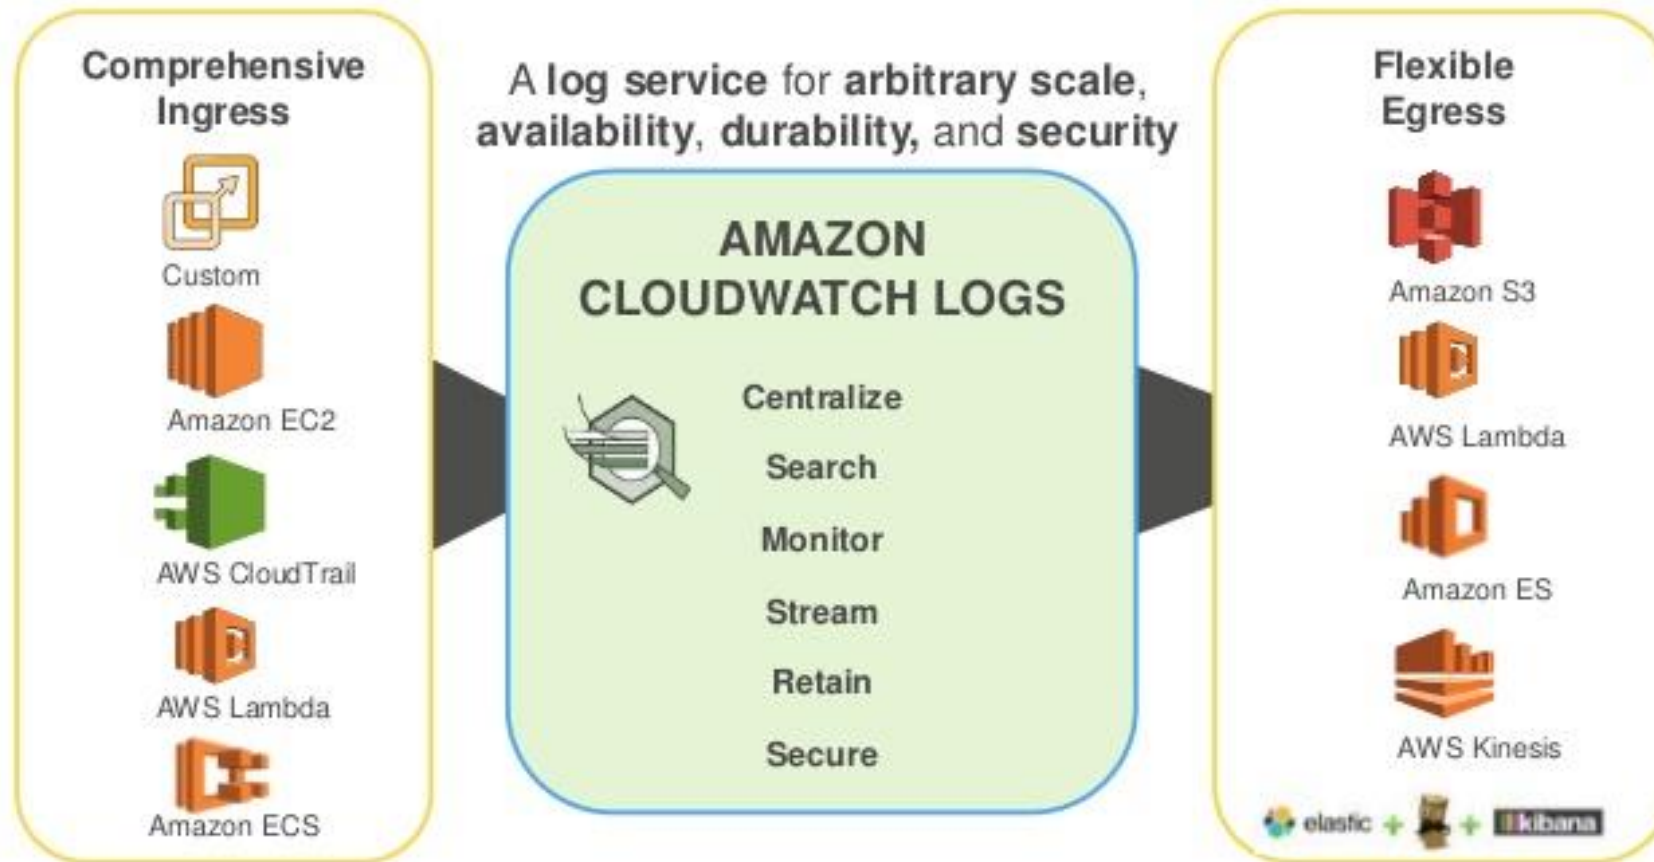 Comprehensive
Ingress
Custom
Amazon EC2
AWS CloudTrail
AWS Lambda
Amazon ECS
A log service for arbitrary scale,
availability, durability, and security
AMAZON
CLOUDWATCH LOGS
Centralize
Search
Monitor
Stream
Retain
Secure
Flexible
Egress
Amazon S3
AWS Lambda
Amazon ES
AWS Kinesis
elastic + + kibana